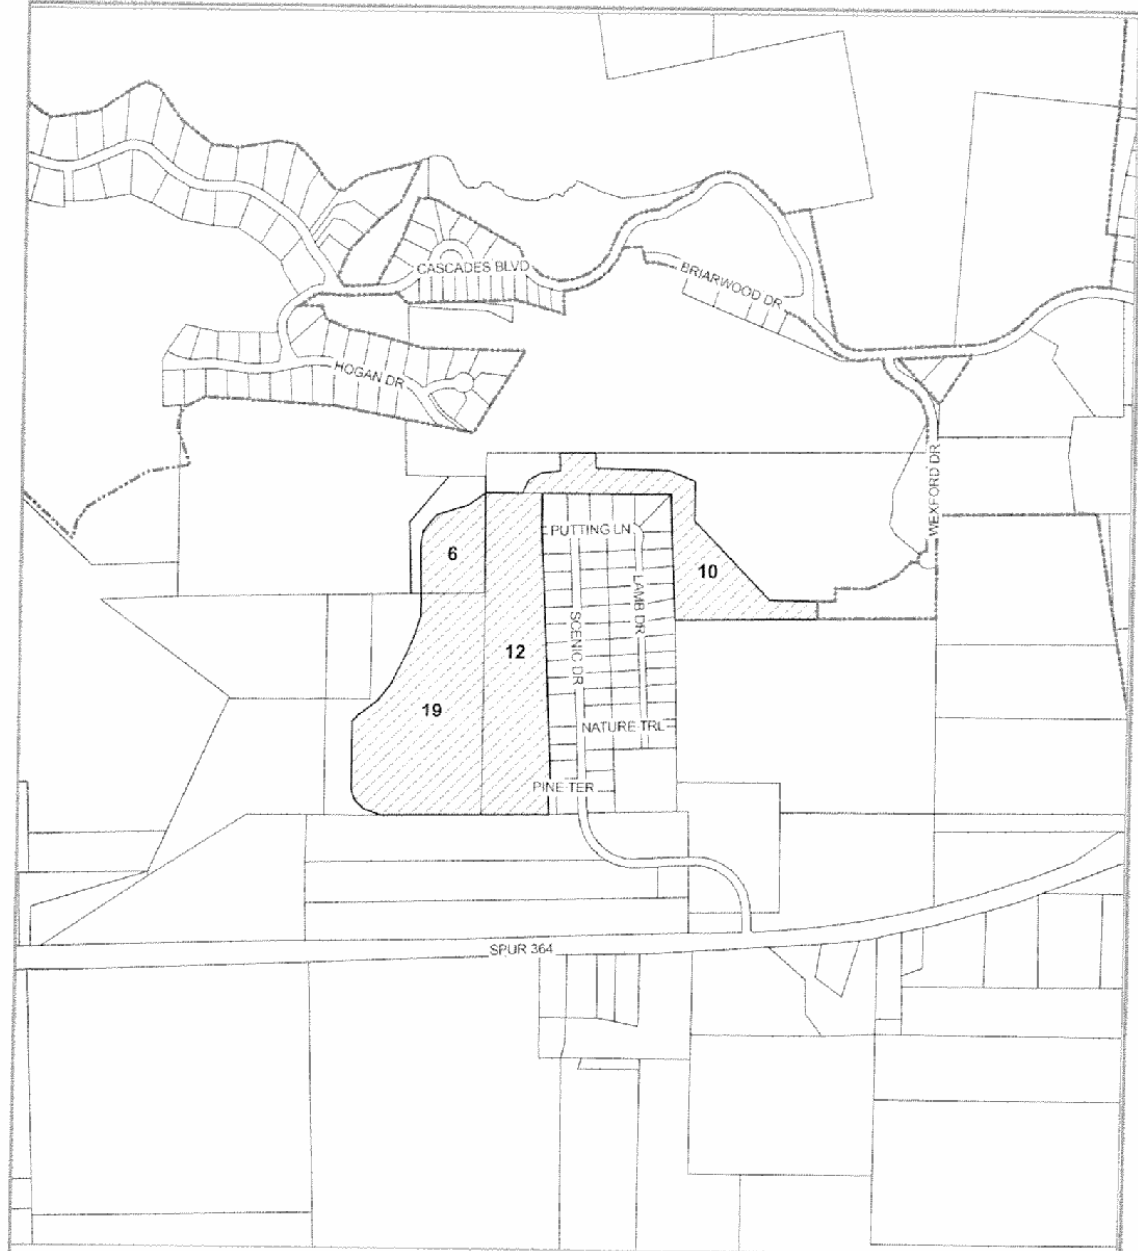 CASCADES BLVD
BRIARWOOD DR
HOGAN DR
WEXFORD DR
PUTTING LN
6
10
LAMB DR
SCENIC DR
12
19
NATURE TRL
PINE TER
SPUR 364